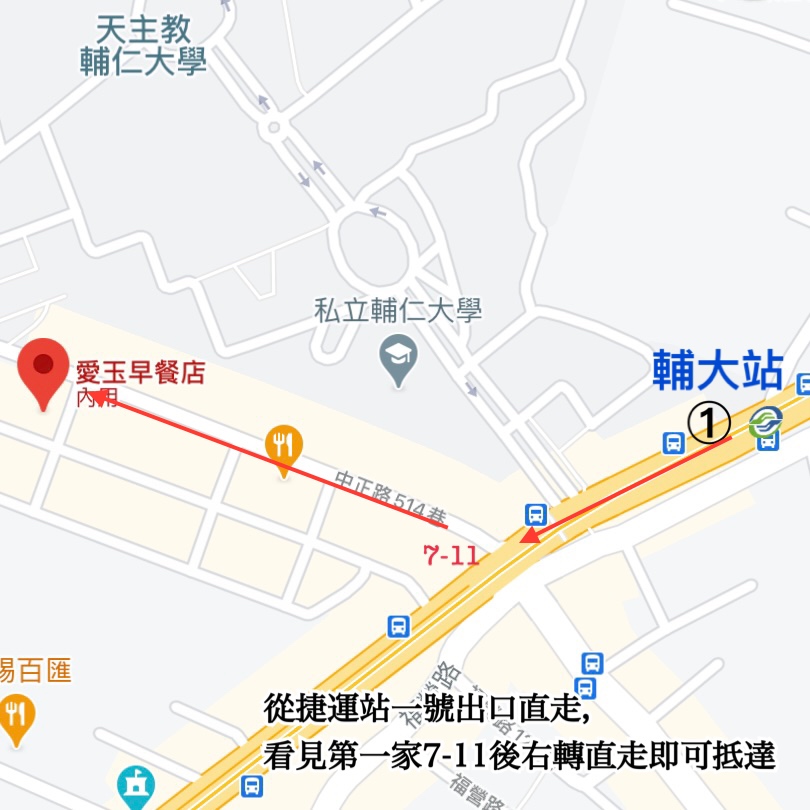 天主教
輔仁大學
私立輔仁大學
輔大站
①
愛玉早餐店
內用
中正路514巷
7-11
易百匯
從捷運站一號出口直走,
看見第一家7-11後右轉直走即可抵達
福營路